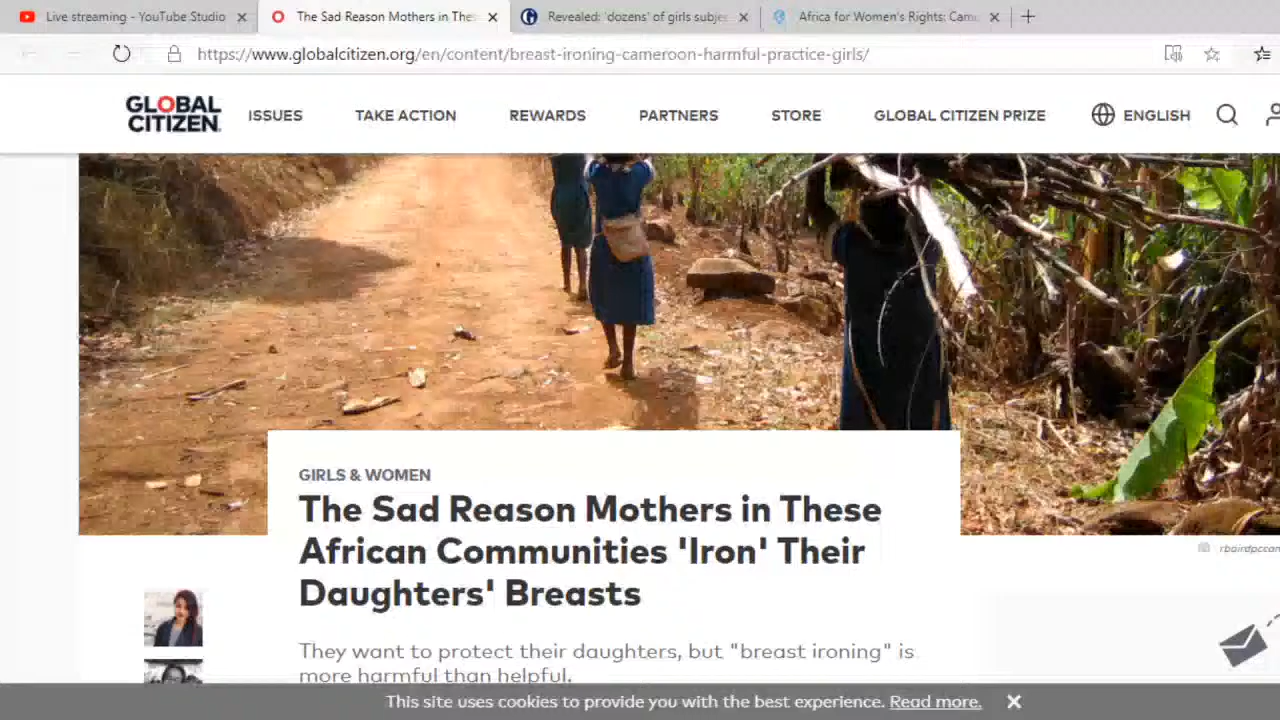 Live streaming - YouTube Studio
The Sad Reason Mothers in The
Revealed: 'dozens' of girls subje
Africa for Women's Rights: Cam
https://www.globalcitizen.org/en/content/breast-ironing-cameroon-harmful-practice-girls/
GLOBAL
CITIZEN.
ISSUES TAKE ACTION REWARDS PARTNERS STORE GLOBAL CITIZEN PRIZE ENGLISH
rbairdpccan
GIRLS & WOMEN
The Sad Reason Mothers in These
African Communities 'Iron' Their
Daughters' Breasts
They want to protect their daughters, but "breast ironing" is
more harmful than helpful.
This site uses cookies to provide you with the best experience. Read more.